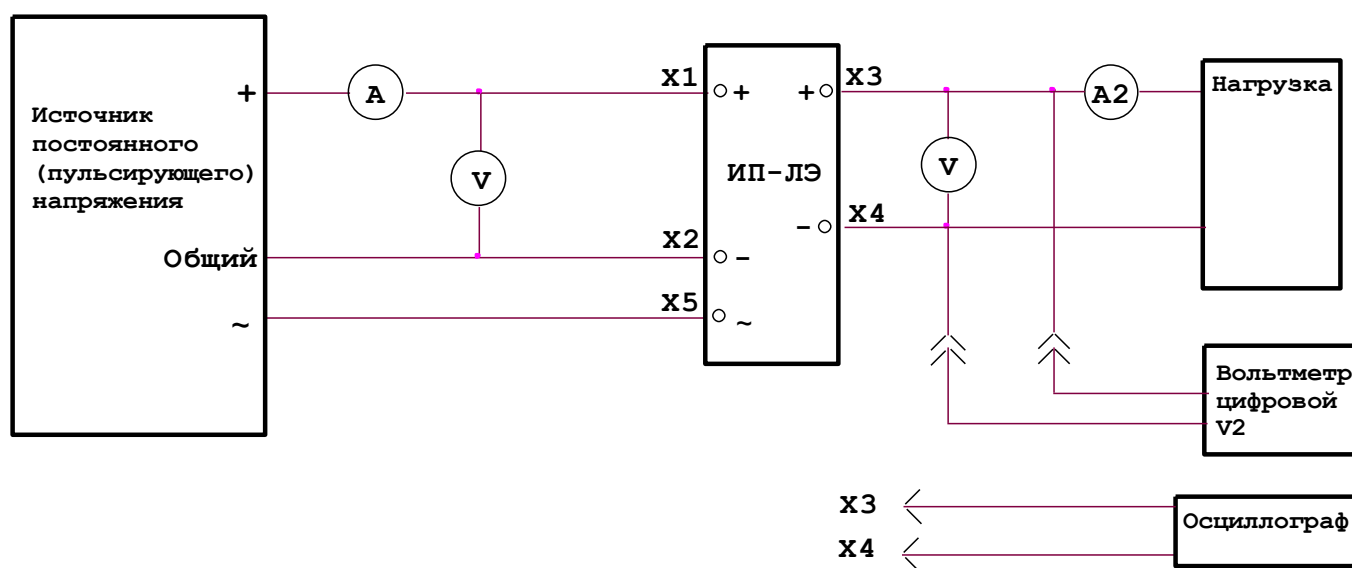 Источник
постоянного
(пульсирующего)
напряжения
+
Общий
~
A
V
X1
X2
X5
+
-
~
ИП-ЛЭ
+
-
X3
X4
V
A2
Нагрузка
Вольтметр
цифровой
V2
X3
X4
Осциллограф